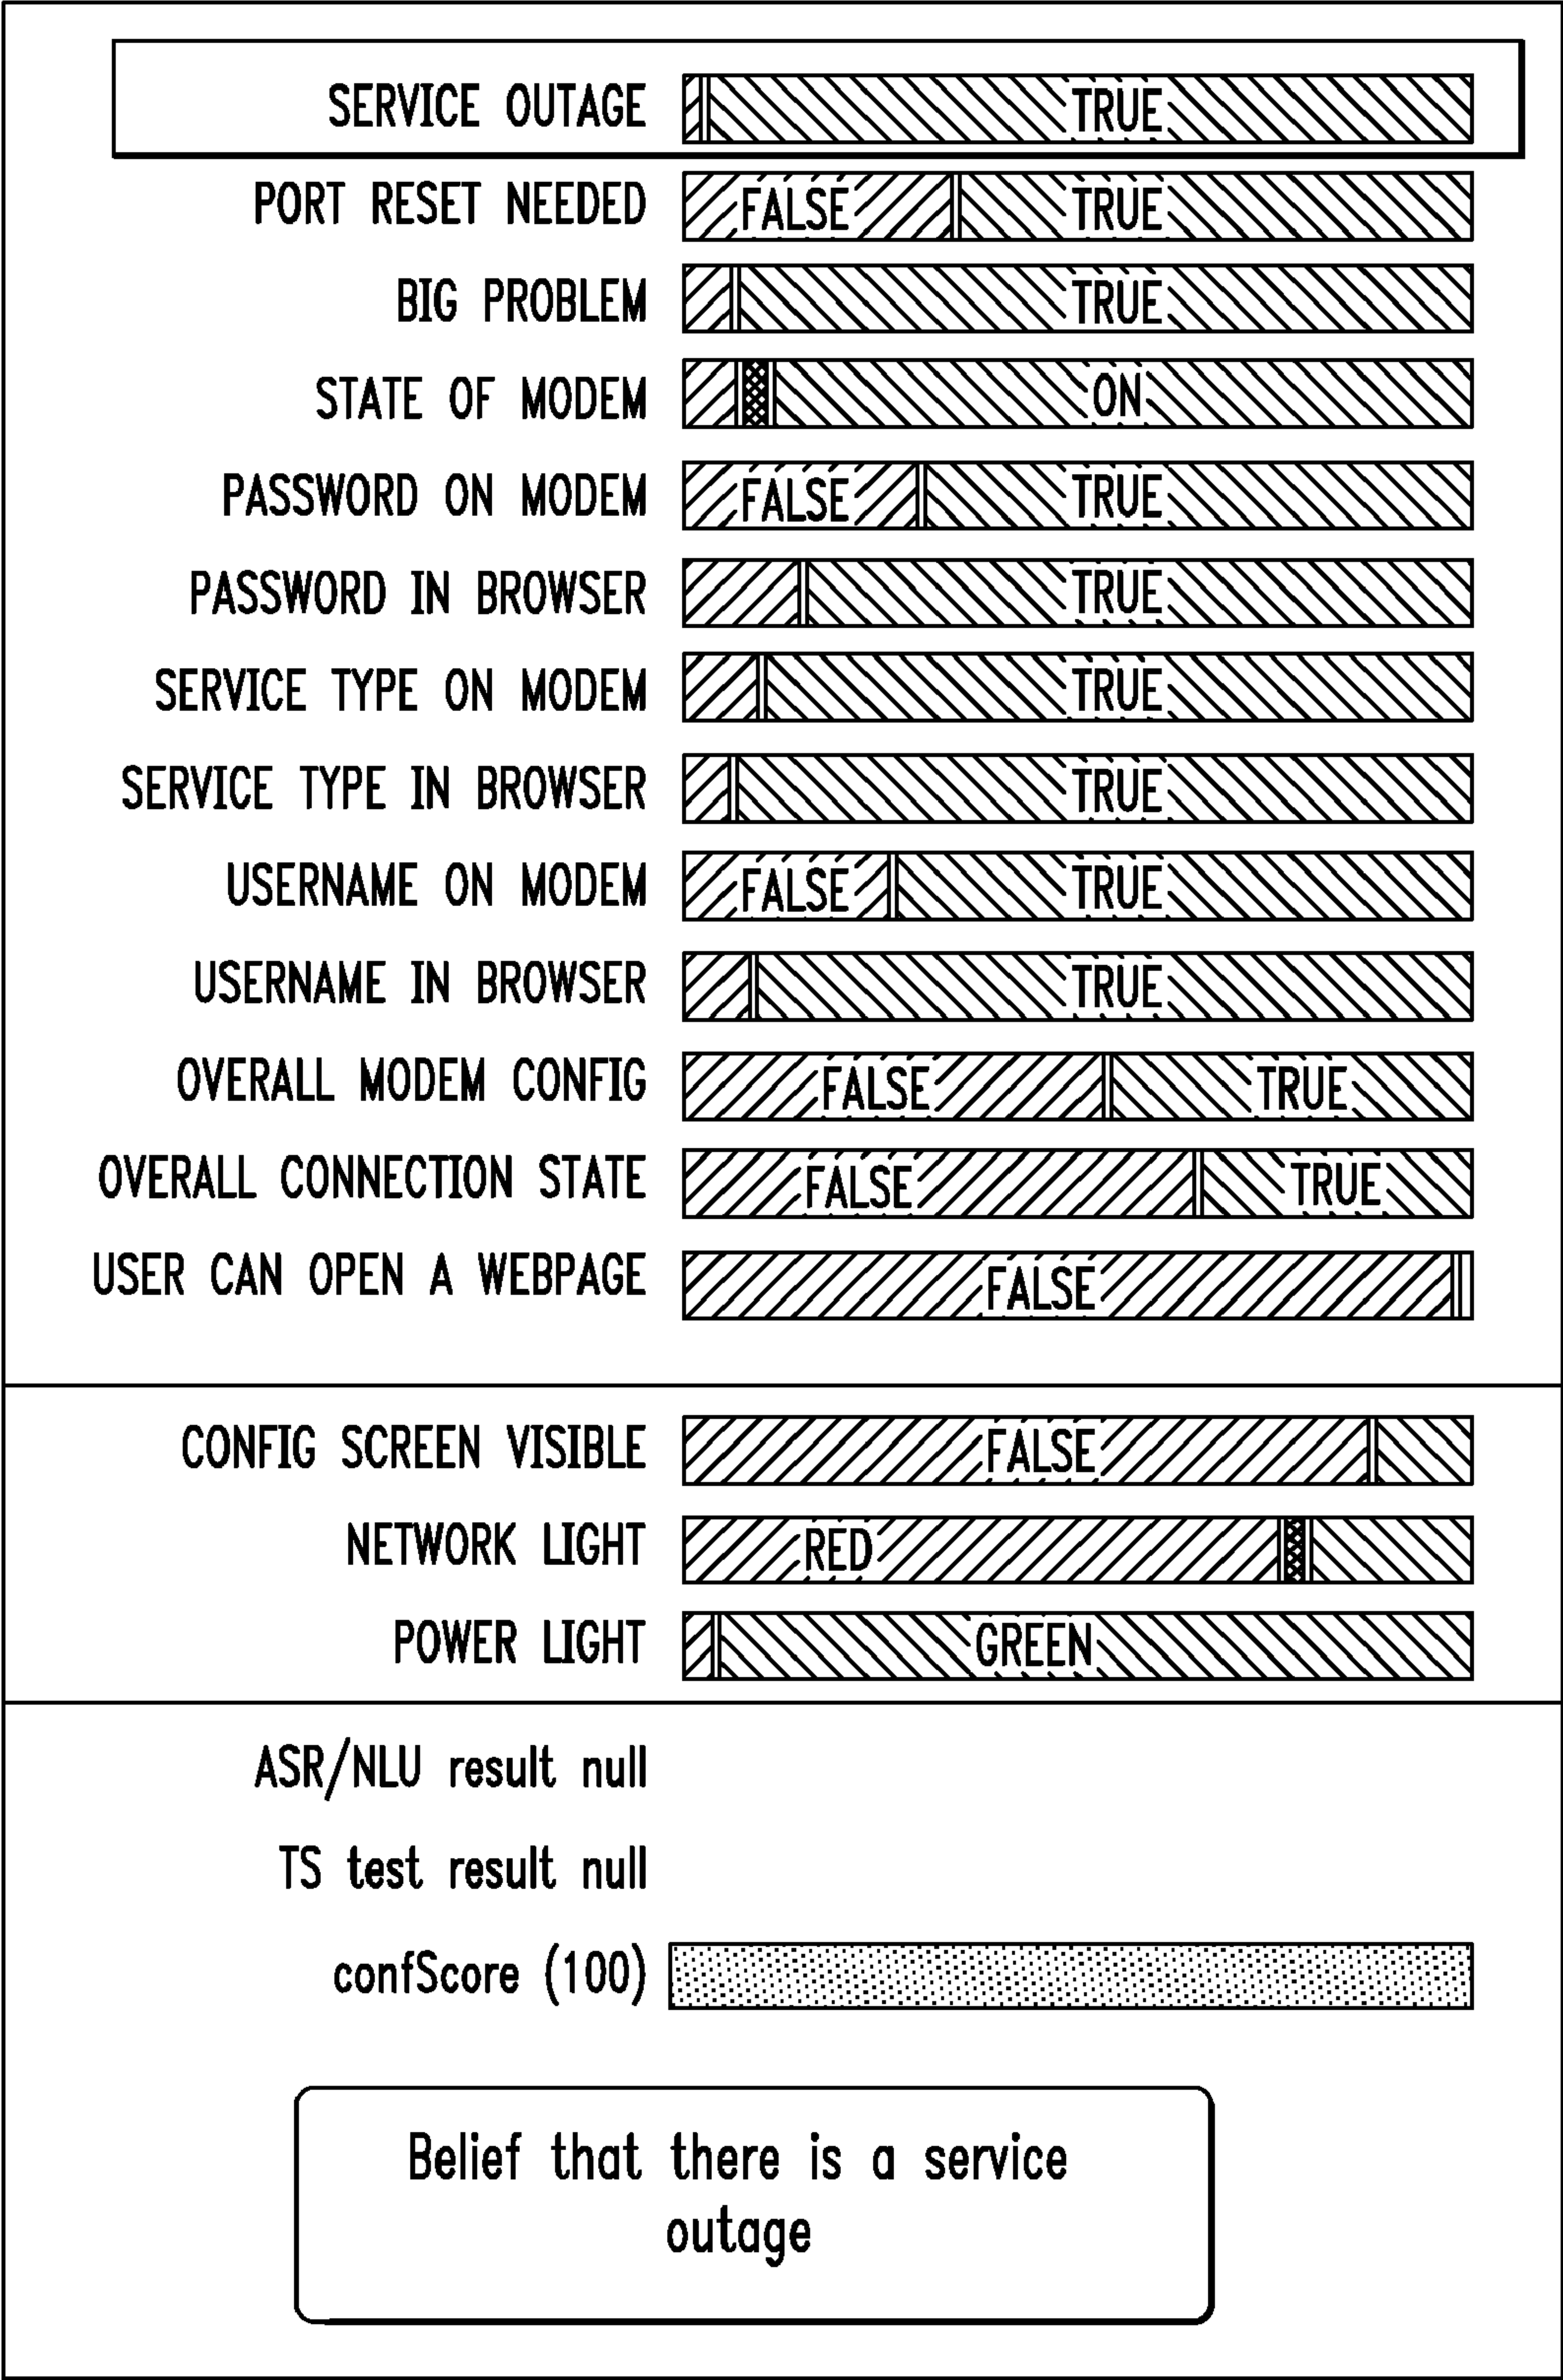 SERVICE OUTAGE TRUE
PORT RESET NEEDED FALSE TRUE
BIG PROBLEM TRUE
STATE OF MODEM ON
PASSWORD ON MODEM FALSE TRUE
PASSWORD IN BROWSER TRUE
SERVICE TYPE ON MODEM TRUE
SERVICE TYPE IN BROWSER TRUE
USERNAME ON MODEM FALSE TRUE
USERNAME IN BROWSER TRUE
OVERALL MODEM CONFIG FALSE TRUE
OVERALL CONNECTION STATE FALSE TRUE
USER CAN OPEN A WEBPAGE FALSE
CONFIG SCREEN VISIBLE FALSE
NETWORK LIGHT RED
POWER LIGHT GREEN
ASR/NLU result null
TS test result null
confScore (100)
Belief that there is a service
outage